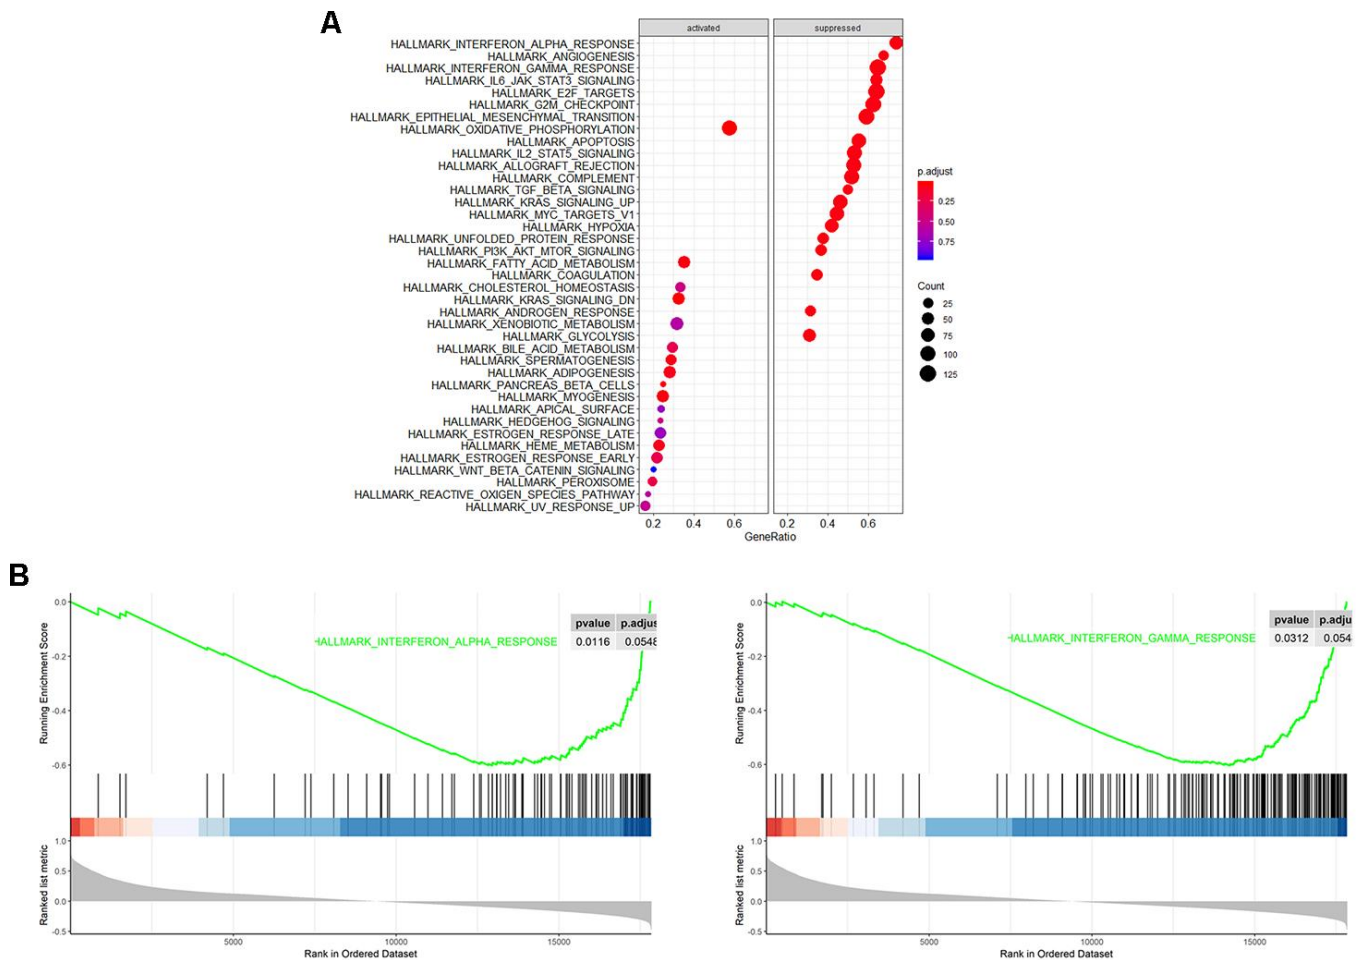 A
activated
suppressed
HALLMARK_INTERFERON_ALPHA_RESPONSE
HALLMARK_ANGIOGENESIS
HALLMARK_INTERFERON_GAMMA_RESPONSE
HALLMARK_IL6_JAK_STAT3_SIGNALING
HALLMARK_E2F_TARGETS
HALLMARK_G2M_CHECKPOINT
HALLMARK_EPITHELIAL_MESENCHYMAL_TRANSITION
HALLMARK_OXIDATIVE_PHOSPHORYLATION
HALLMARK_APOPTOSIS
HALLMARK_IL2_STAT5_SIGNALING
HALLMARK_ALLOGRAFT_REJECTION
HALLMARK_COMPLEMENT
HALLMARK_TGF_BETA_SIGNALING
HALLMARK_KRAS_SIGNALING_UP
HALLMARK_MYC_TARGETS_V1
HALLMARK_HYPOXIA
HALLMARK_UNFOLDED_PROTEIN_RESPONSE
HALLMARK_PI3K_AKT_MTOR_SIGNALING
HALLMARK_FATTY_ACID_METABOLISM
HALLMARK_COAGULATION
HALLMARK_CHOLESTEROL_HOMEOSTASIS
HALLMARK_KRAS_SIGNALING_DN
HALLMARK_ANDROGEN_RESPONSE
HALLMARK_XENOBIOTIC_METABOLISM
HALLMARK_GLYCOLYSIS
HALLMARK_BILE_ACID_METABOLISM
HALLMARK_SPERMATOGENESIS
HALLMARK_ADIPOGENESIS
HALLMARK_PANCREAS_BETA_CELLS
HALLMARK_MYOGENESIS
HALLMARK_APICAL_SURFACE
HALLMARK_HEDGEHOG_SIGNALING
HALLMARK_ESTROGEN_RESPONSE_LATE
HALLMARK_HEME_METABOLISM
HALLMARK_ESTROGEN_RESPONSE_EARLY
HALLMARK_WNT_BETA_CATENIN_SIGNALING
HALLMARK_PEROXISOME
HALLMARK_REACTIVE_OXIGEN_SPECIES_PATHWAY
HALLMARK_UV_RESPONSE_UP
0.2 0.4 0.6 0.2 0.4 0.6
GeneRatio
p.adjust
0.25
0.50
0.75
Count
25
50
75
100
125
B
Running Enrichment Score
0.0
-0.2
-0.4
-0.6
HALLMARK_INTERFERON_ALPHA_RESPONSE
pvalue p.adjus
0.0116 0.0548
Ranked list metric
1.0
0.5
0.0
-0.5
5000 10000 15000
Rank in Ordered Dataset
Running Enrichment Score
0.0
-0.2
-0.4
-0.6
HALLMARK_INTERFERON_GAMMA_RESPONSE
pvalue p.adju
0.0312 0.054
Ranked list metric
1.0
0.5
0.0
-0.5
5000 10000 15000
Rank in Ordered Dataset